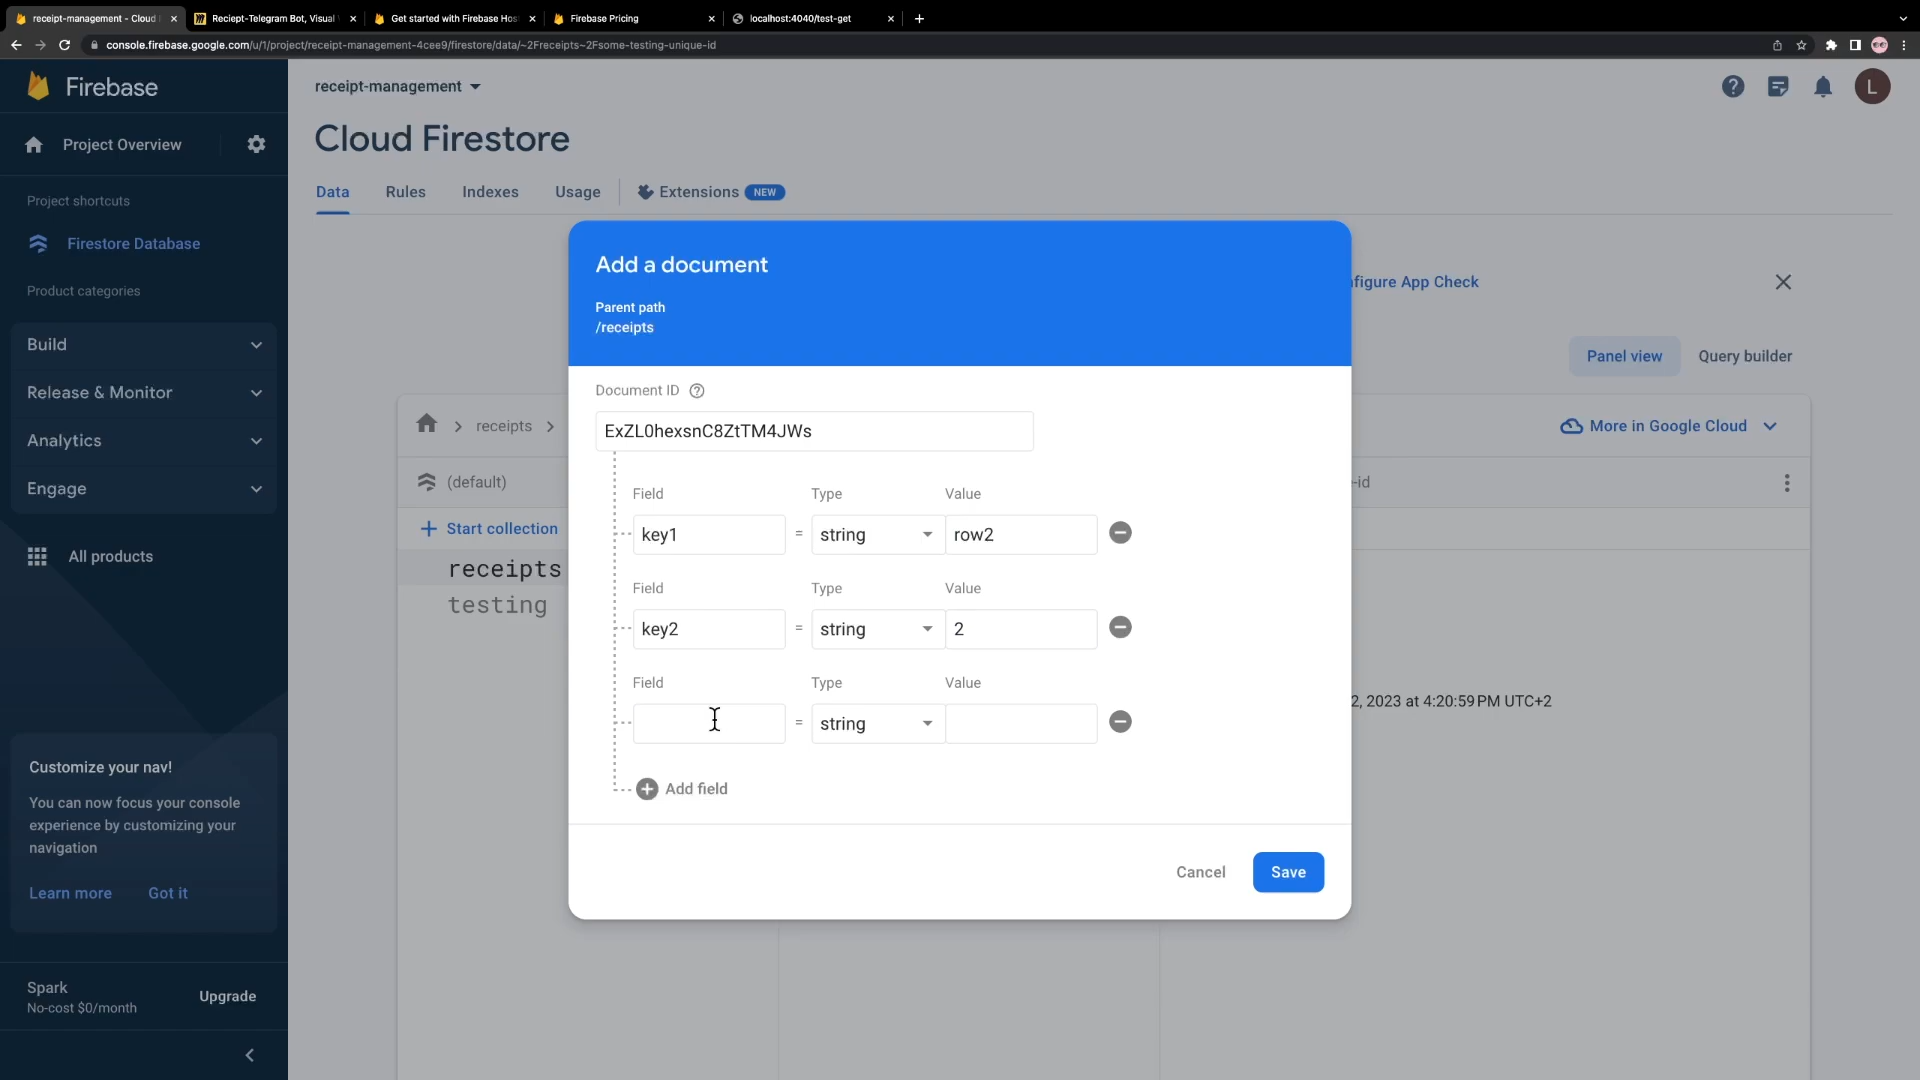 receipt-management - Cloud
Reciept-Telegram Bot, Visual
Get started with Firebase Hos
Firebase Pricing
localhost:4040/test-get
console.firebase.google.com/u/1/project/receipt-management-4cee9/firestore/data/~2Freceipts~2Fsome-testing-unique-id
Firebase
receipt-management
L
Project Overview
Cloud Firestore
Data
Rules
Indexes
Usage
Extensions
NEW
Project shortcuts
Firestore Database
Product categories
Build
Release & Monitor
Analytics
Engage
All products
Customize your nav!
You can now focus your console
experience by customizing your
navigation
Learn more
Got it
Spark
No-cost $0/month
Upgrade
figure App Check
Panel view
Query builder
receipts
More in Google Cloud
(default)
-id
Start collection
receipts
testing
2, 2023 at 4:20:59 PM UTC+2
Add a document
Parent path
/receipts
Document ID
ExZL0hexsnC8ZtTM4JWs
Field Type Value
key1 = string row2
Field Type Value
key2 = string 2
Field Type Value
= string
Add field
Cancel
Save